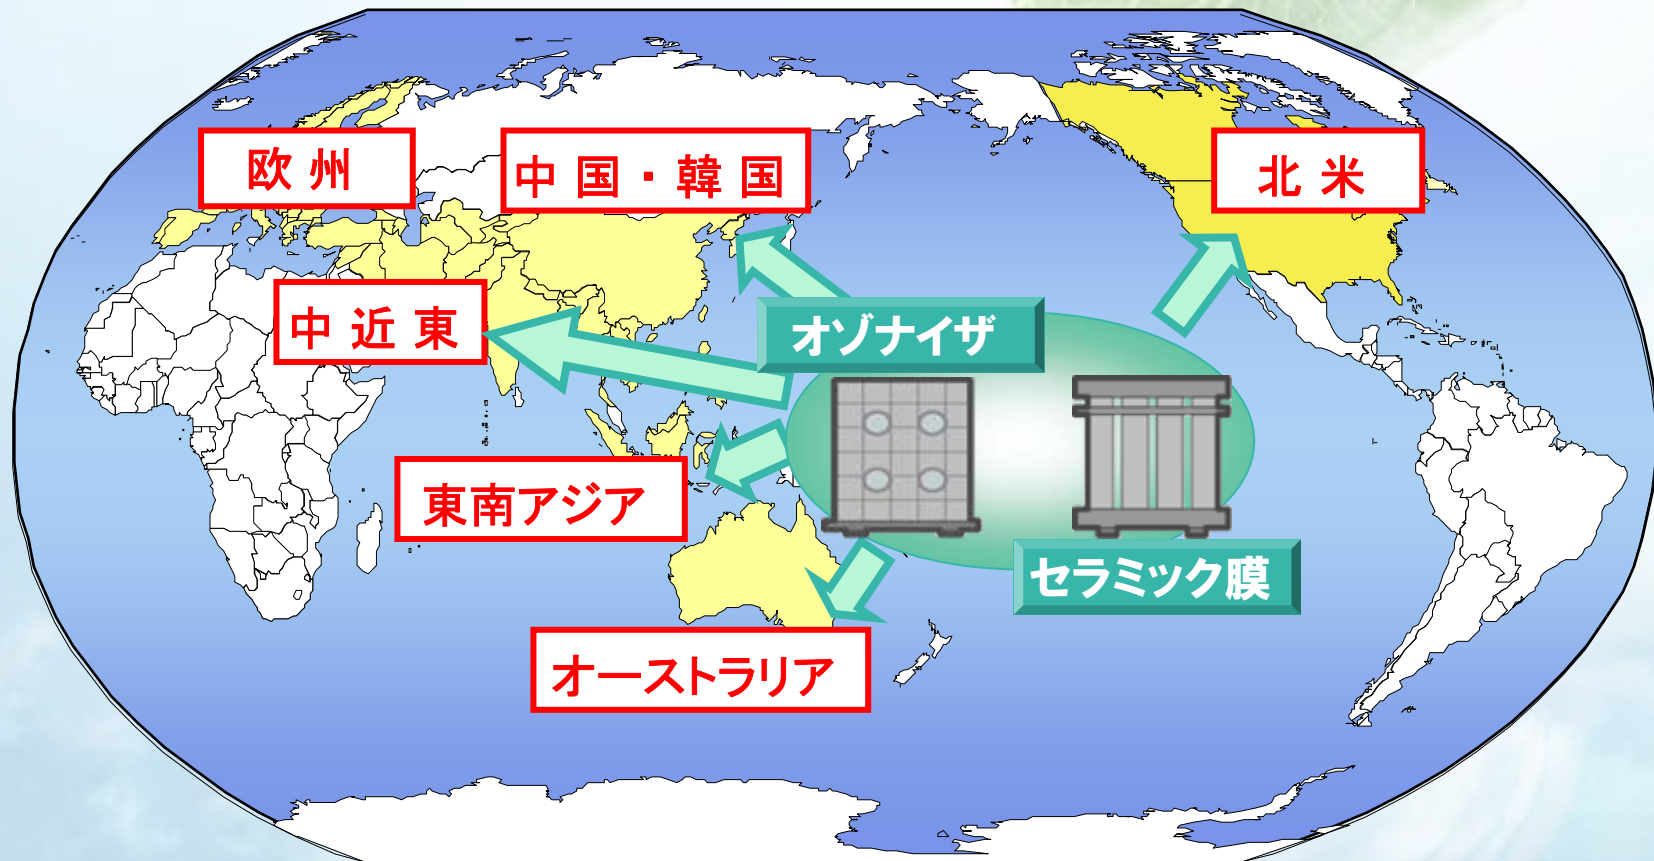 欧 州
中 国 ・ 韓 国
北 米
中 近 東
オゾナイザ
東南アジア
セラミック膜
オーストラリア